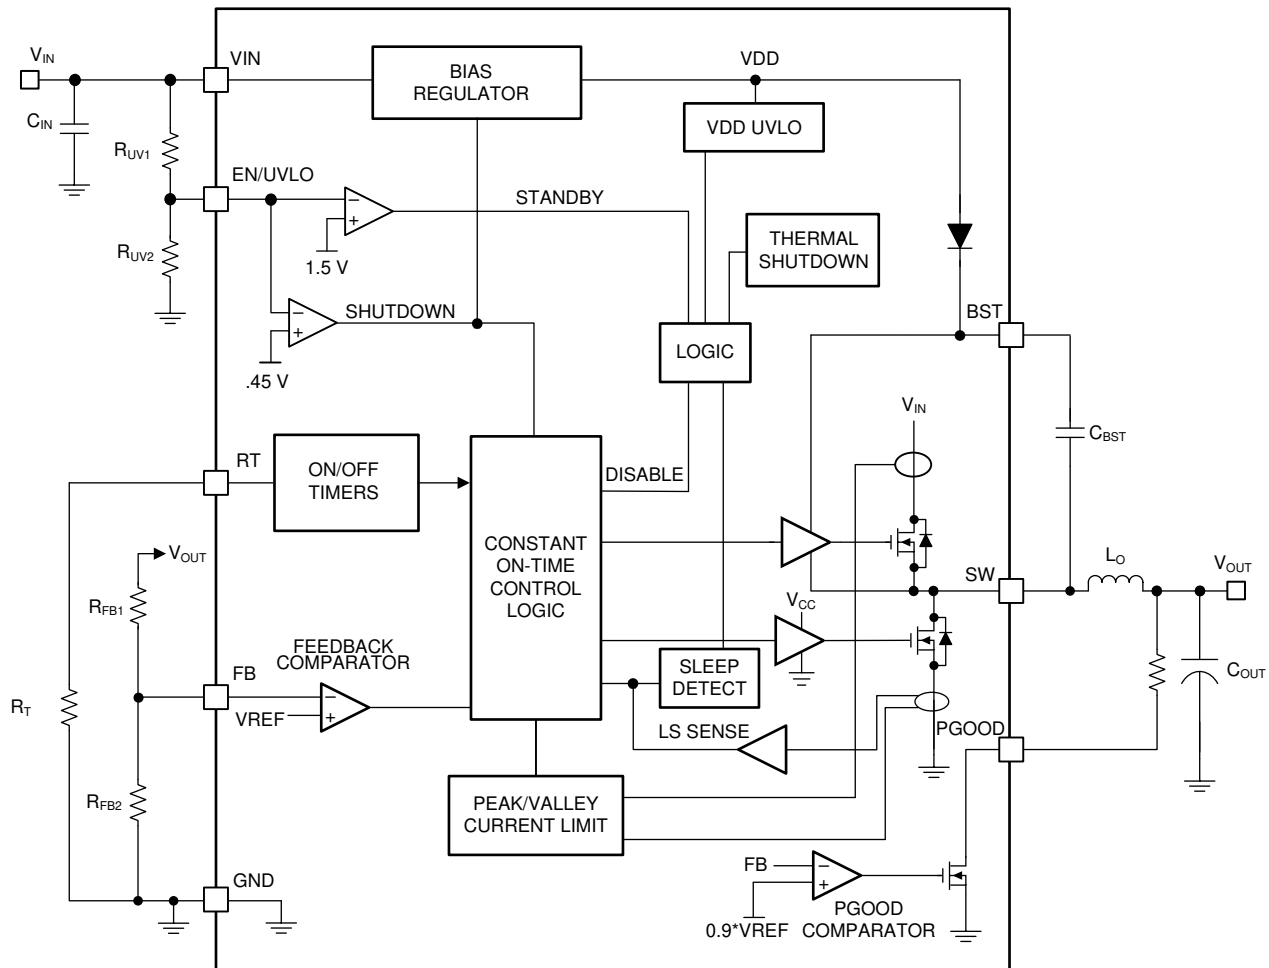 VIN
VIN
BIAS
REGULATOR
VDD
CIN
RUV1
VDD UVLO
EN/UVLO
STANDBY
−
+
1.5 V
RUV2
THERMAL
SHUTDOWN
SHUTDOWN
−
+
.45 V
BST
LOGIC
VIN
CBST
RT
ON/OFF
TIMERS
DISABLE
CONSTANT
ON-TIME
CONTROL
LOGIC
VOUT
SW
LO
VOUT
RFB1
VCC
FEEDBACK
COMPARATOR
SLEEP
DETECT
COUT
FB
−
VREF
+
RT
LS SENSE
PGOOD
RFB2
PEAK/VALLEY
CURRENT LIMIT
FB
−
+
GND
0.9*VREF
PGOOD
COMPARATOR